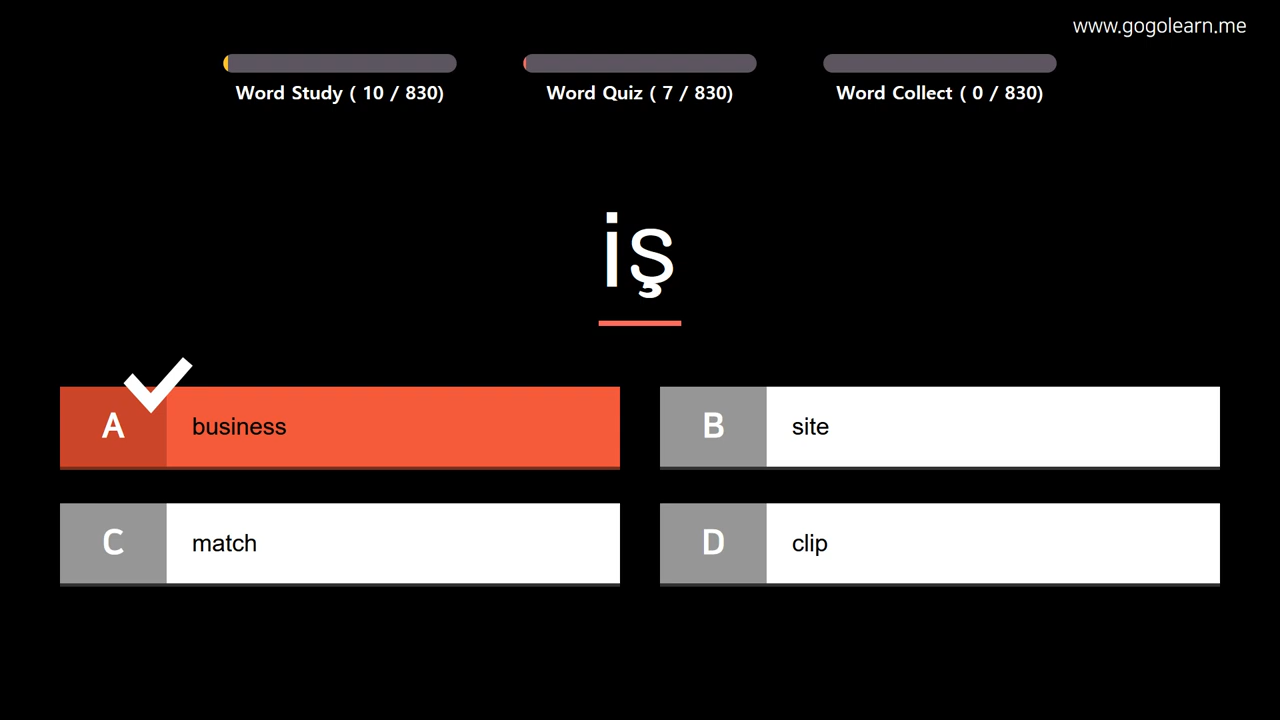 www.gogolearn.me
Word Study ( 10 / 830)
Word Quiz ( 7 / 830)
Word Collect ( 0 / 830)
iş
A business
B site
C match
D clip